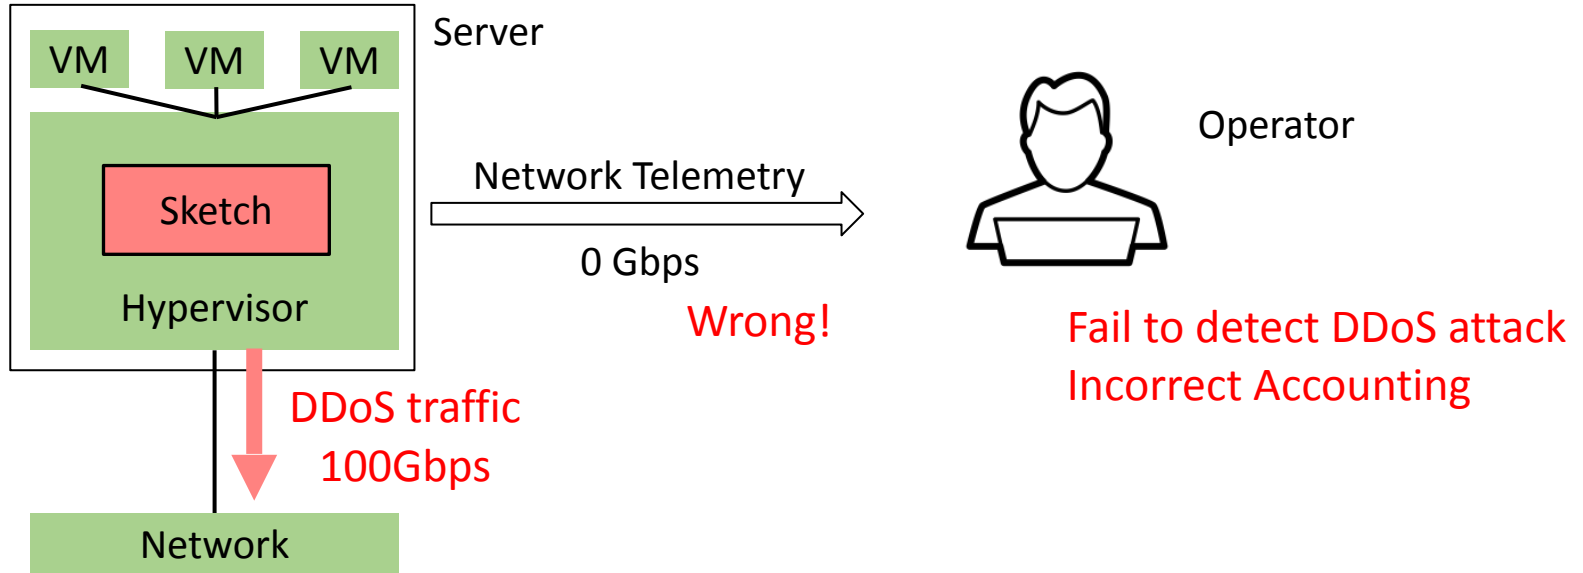 Server
VM VM VM
Operator
Network Telemetry
Sketch
0 Gbps
Hypervisor
Wrong!
Fail to detect DDoS attack
Incorrect Accounting
DDoS traffic
100Gbps
Network